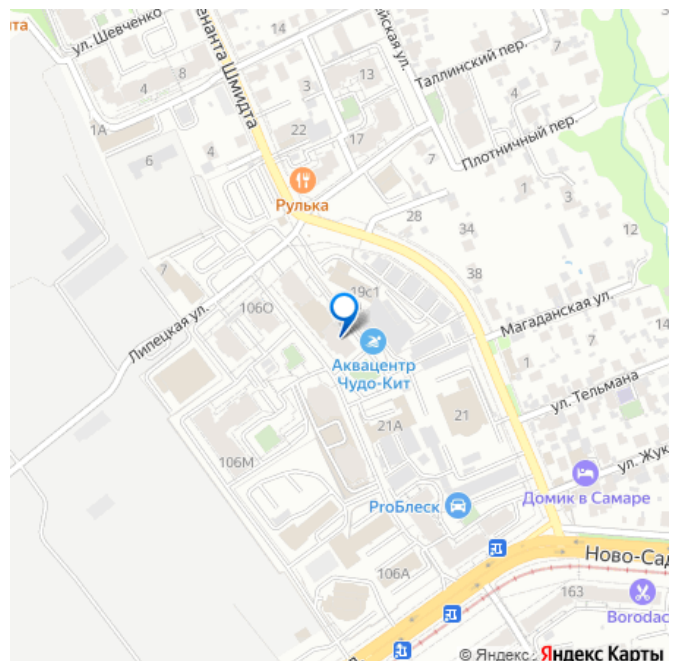 та
ул. Шевченко
нанта Шмидта
йская ул.
Таллинский пер.
13
8
4
3
4
1А
22
17
Плотничный пер.
6
4
7
1
3
Рулька
28
34
12
38
7
19с1
106О
Липецкая ул.
Магаданская ул.
7
14
Аквацентр
Чудо-Кит
1
ул. Тельмана
21
21А
106М
ул. Жук
Домик в Самаре
ProБлеск
Ново-Сад
106А
163
Borodac
© Яндекс
Яндекс Карты